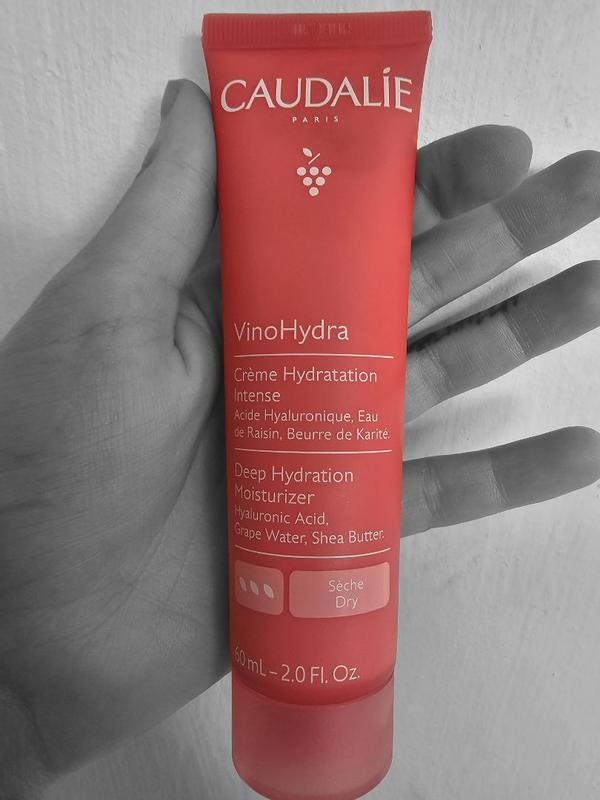 CAUDALÍE
PARIS
VinoHydra
Crème Hydratation
Intense
Acide Hyaluronique, Eau
de Raisin, Beurre de Karité.
Deep Hydration
Moisturizer
Hyaluronic Acid,
Grape Water, Shea Butter.
Sèche
Dry
60 mL – 2.0 Fl. Oz.